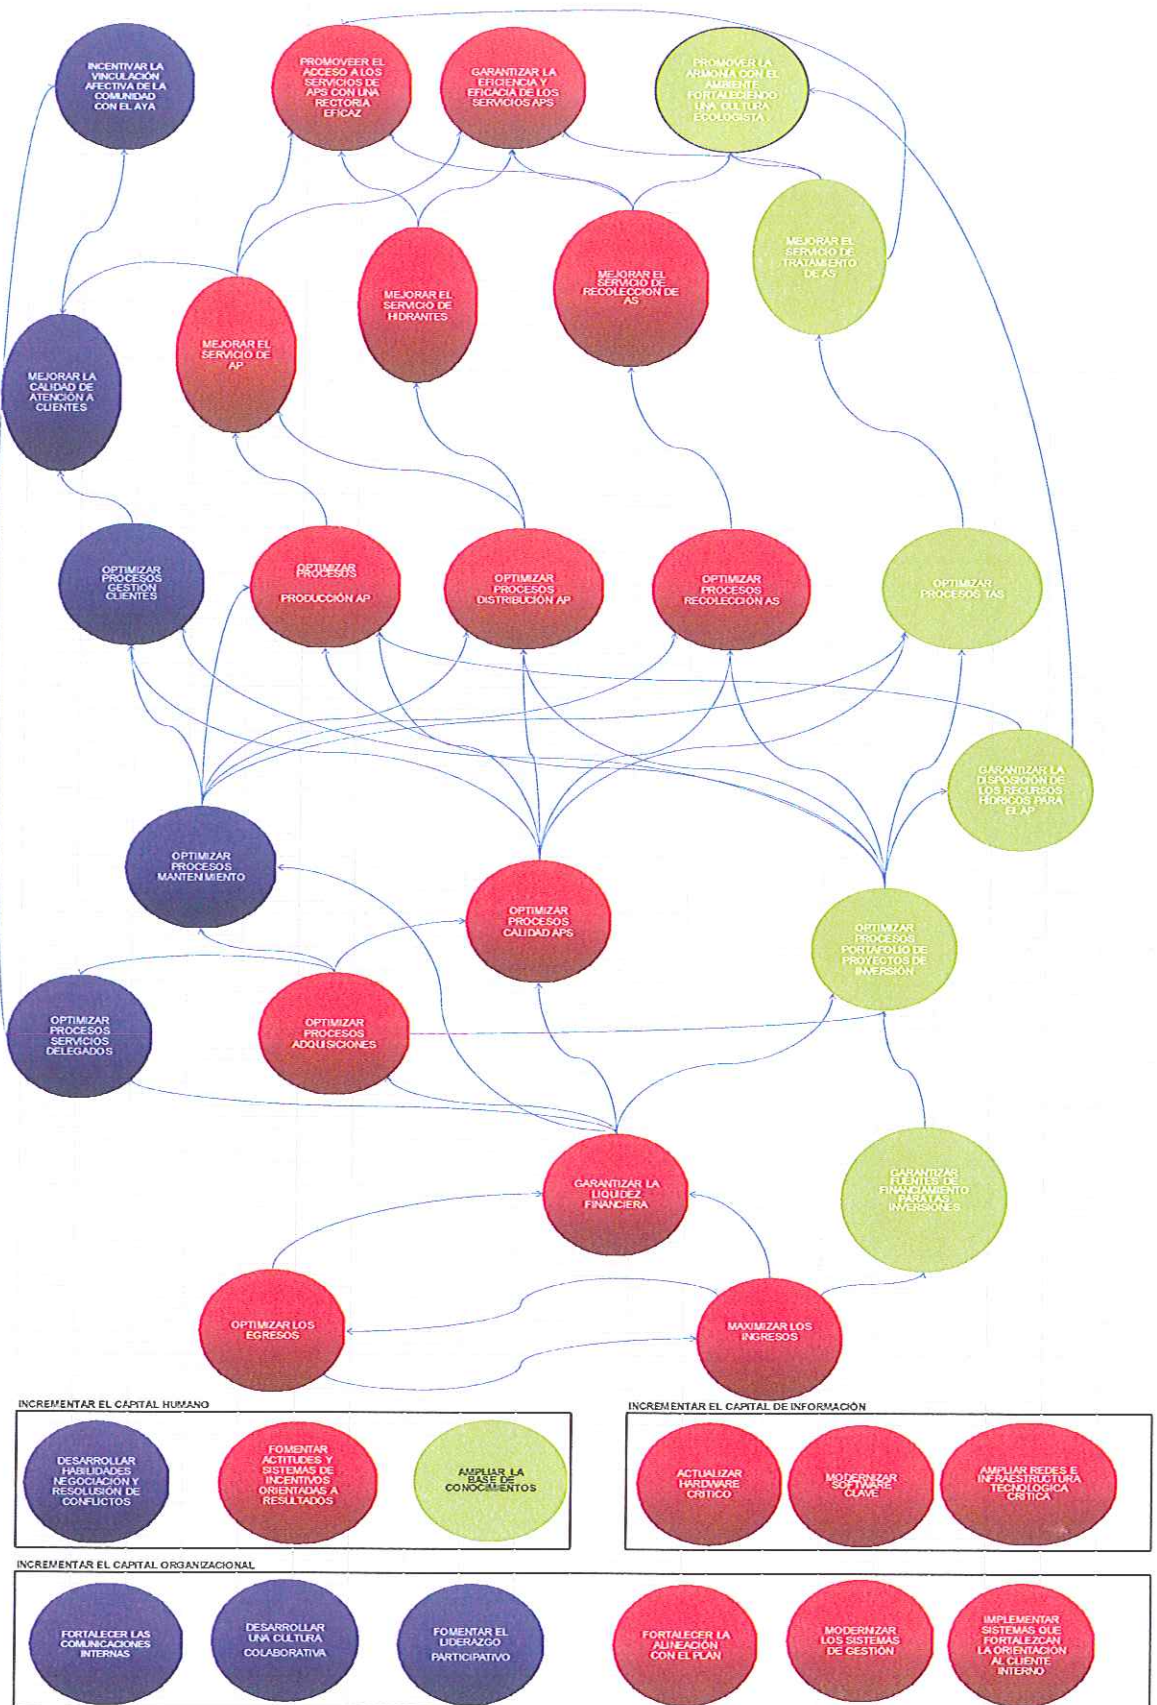 INCENTIVAR LA
VINCULACIÓN
AFECTIVA DE LA
COMUNIDAD
CON EL AYA
PROMOVEER EL
ACCESO A LOS
SERVICIOS DE
APS CON UNA
RECTORIA
EFICAZ
GARANTIZAR LA
EFICIENCIA Y
EFICACIA DE LOS
SERVICIOS APS
PROMOVER LA
ARMONÍA CON EL
AMBIENTE
FORTALECIENDO
UNA CULTURA
ECOLOGISTA
MEJORAR EL
SERVICIO DE
TRATAMIENTO
DE AS
MEJORAR EL
SERVICIO DE
RECOLECCION DE
AS
MEJORAR EL
SERVICIO DE
HIDRANTES
MEJORAR EL
SERVICIO DE
AP
MEJORAR LA
CALIDAD DE
ATENCIÓN A
CLIENTES
OPTIMIZAR
PROCESOS
GESTION
CLIENTES
OPTIMIZAR
PROCESOS
PRODUCCIÓN AP
OPTIMIZAR
PROCESOS
DISTRIBUCIÓN AP
OPTIMIZAR
PROCESOS
RECOLECCIÓN AS
OPTIMIZAR
PROCESOS TAS
GARANTIZAR LA
DISPOSICIÓN DE
LOS RECURSOS
HÍDRICOS PARA
EL AP
OPTIMIZAR
PROCESOS
MANTENIMIENTO
OPTIMIZAR
PROCESOS
CALIDAD APS
OPTIMIZAR
PROCESOS
PORTAFOLIO DE
PROYECTOS DE
INVERSIÓN
OPTIMIZAR
PROCESOS
SERVICIOS
DELEGADOS
OPTIMIZAR
PROCESOS
ADQUISICIONES
GARANTIZAR LA
LIQUIDEZ
FINANCIERA
GARANTIZAR
FUENTES DE
FINANCIAMIENTO
PARA LAS
INVERSIONES
OPTIMIZAR LOS
EGRESOS
MAXIMIZAR LOS
INGRESOS
INCREMENTAR EL CAPITAL HUMANO
DESARROLLAR
HABILIDADES
NEGOCIACION Y
RESOLUSIÓN DE
CONFLICTOS
FOMENTAR
ACTITUDES Y
SISTEMAS DE
INCENTIVOS
ORIENTADAS A
RESULTADOS
AMPLIAR LA
BASE DE
CONOCIMIENTOS
INCREMENTAR EL CAPITAL DE INFORMACIÓN
ACTUALIZAR
HARDWARE
CRITICO
MODERNIZAR
SOFTWARE
CLAVE
AMPLIAR REDES E
INFRAESTRUCTURA
TECNOLOGICA
CRÍTICA
INCREMENTAR EL CAPITAL ORGANIZACIONAL
FORTALECER LAS
COMUNICACIONES
INTERNAS
DESARROLLAR
UNA CULTURA
COLABORATIVA
FOMENTAR EL
LIDERAZGO
PARTICIPATIVO
FORTALECER LA
ALINEACIÓN
CON EL PLAN
MODERNIZAR
LOS SISTEMAS
DE GESTIÓN
IMPLEMENTAR
SISTEMAS QUE
FORTALEZCAN
LA ORIENTACIÓN
AL CLIENTE
INTERNO